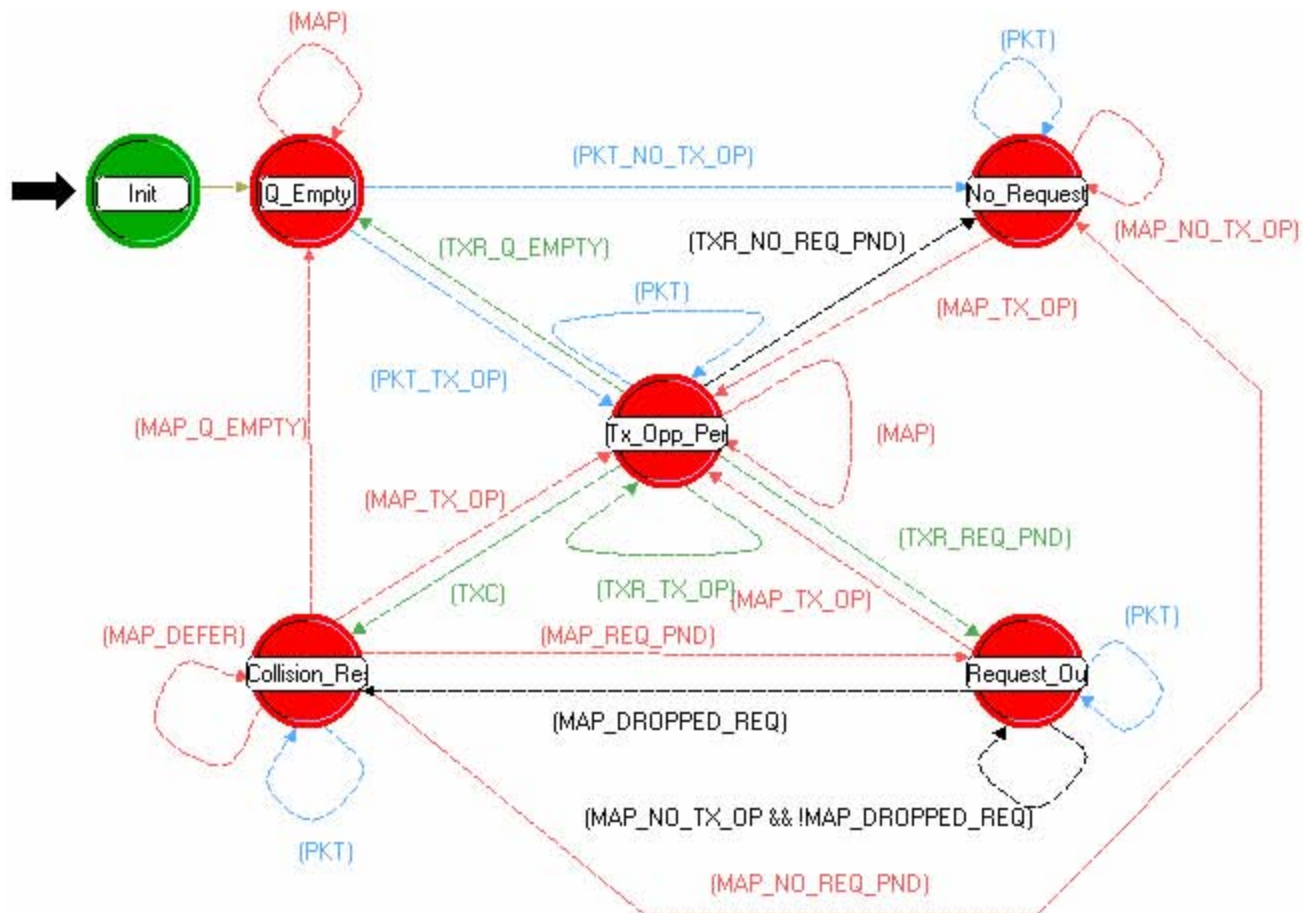 (MAP)
(PKT)
(PKT_NO_TX_OP)
Init
Q_Empty
No_Request
(TXR_Q_EMPTY)
(TXR_NO_REQ_PND)
(MAP_NO_TX_OP)
(PKT)
(MAP_TX_OP)
(PKT_TX_OP)
(MAP_Q_EMPTY)
Tx_Opp_Per
(MAP)
(MAP_TX_OP)
(TXR_REQ_PND)
(TXC)
(TXR_TX_OP)
(MAP_TX_OP)
(PKT)
(MAP_DEFER)
(MAP_REQ_PND)
Collision_Re
Request_Ou
(MAP_DROPPED_REQ)
(MAP_NO_TX_OP && !MAP_DROPPED_REQ)
(PKT)
(MAP_NO_REQ_PND)